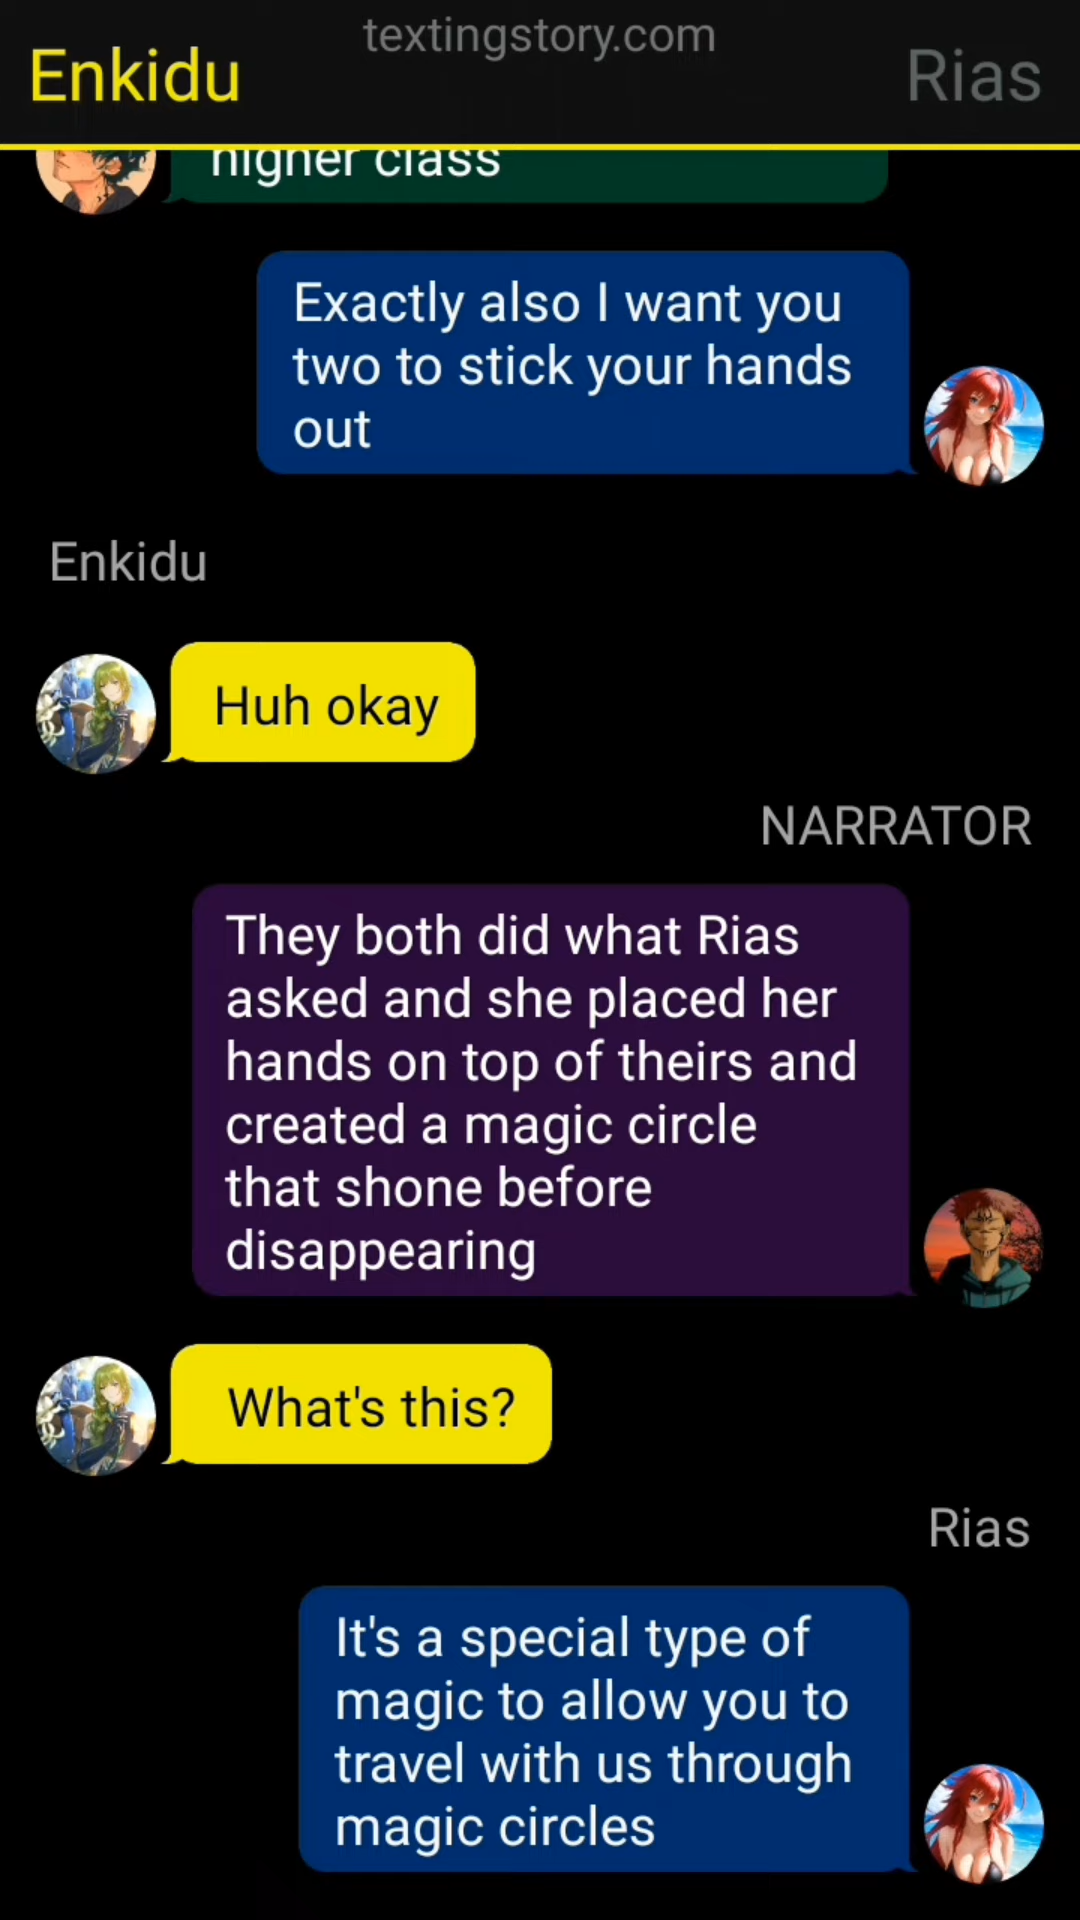 textingstory.com
Enkidu
Rias
higher class
Exactly also I want you
two to stick your hands
out
Enkidu
Huh okay
NARRATOR
They both did what Rias
asked and she placed her
hands on top of theirs and
created a magic circle
that shone before
disappearing
What's this?
Rias
It's a special type of
magic to allow you to
travel with us through
magic circles